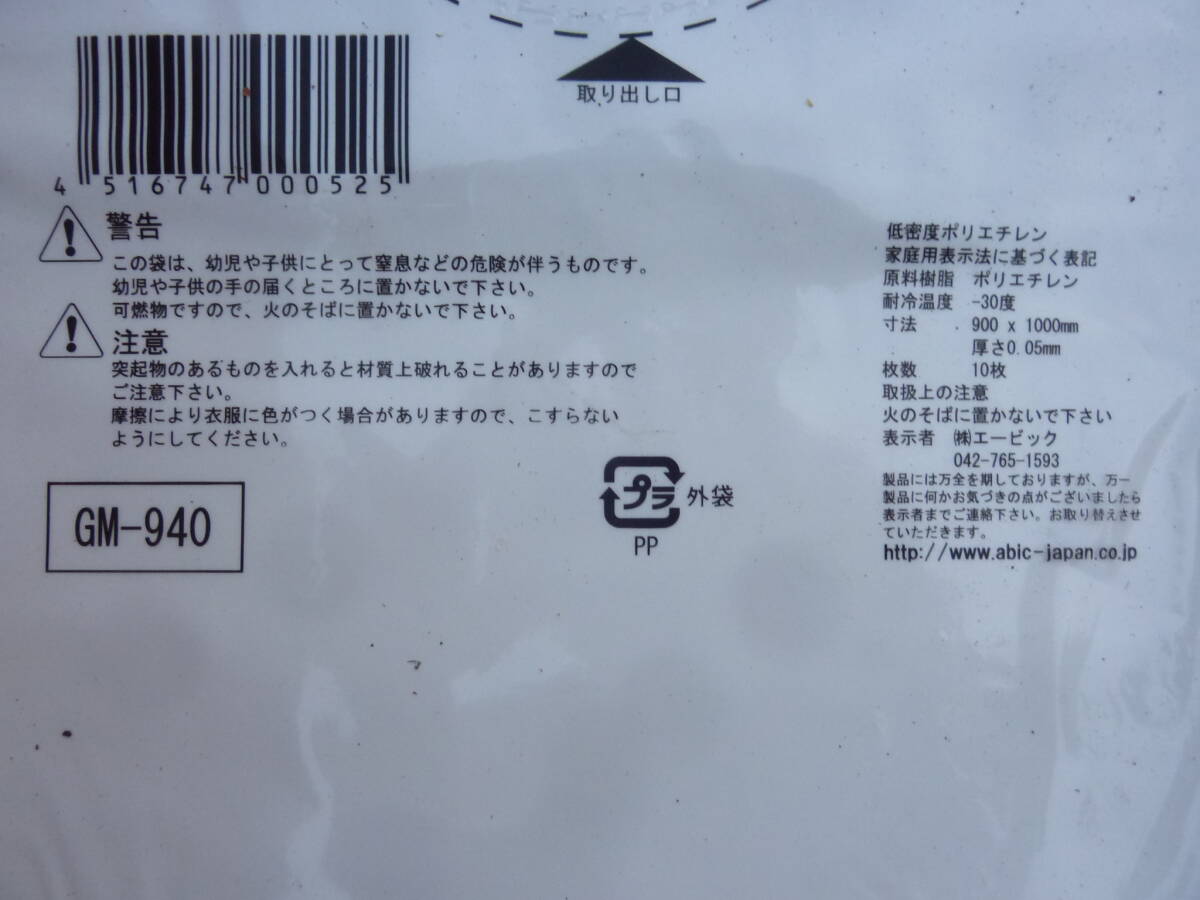 取り出し口
4 516747 000525
警告
この袋は、幼児や子供にとって窒息などの危険が伴うものです。
幼児や子供の手の届くところに置かないで下さい。
可燃物ですので、火のそばに置かないで下さい。
注意
突起物のあるものを入れると材質上破れることがありますので
ご注意下さい。
摩擦により衣服に色がつく場合がありますので、こすらない
ようにしてください。
GM-940
プラ 外袋
PP
低密度ポリエチレン
家庭用表示法に基づく表記
原料樹脂 ポリエチレン
耐冷温度 -30度
寸法 900 x 1000mm
厚さ0.05mm
枚数 10枚
取扱上の注意
火のそばに置かないで下さい
表示者 ㈱エービック
042-765-1593
製品には万全を期しておりますが、万一
製品に何かお気づきの点がございましたら
表示者までご連絡下さい。お取り替えさせ
ていただきます。
http://www.abic-japan.co.jp